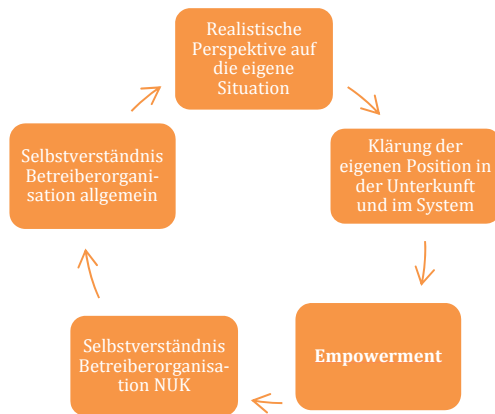 Realistische
Perspektive auf
die eigene
Situation
Klärung der
eigenen Position in
der Unterkunft
und im System
Empowerment
Selbstverständnis
Betreiberorganisa-
tion NUK
Selbstverständnis
Betreiberorgani-
sation allgemein